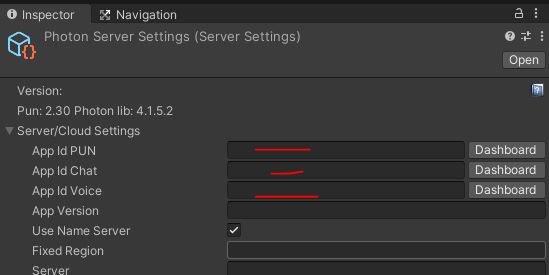 Inspector Navigation
Photon Server Settings (Server Settings)
Open
Version:
Pun: 2.30 Photon lib: 4.1.5.2
Server/Cloud Settings
App Id PUN Dashboard
App Id Chat Dashboard
App Id Voice Dashboard
App Version
Use Name Server
Fixed Region
Server